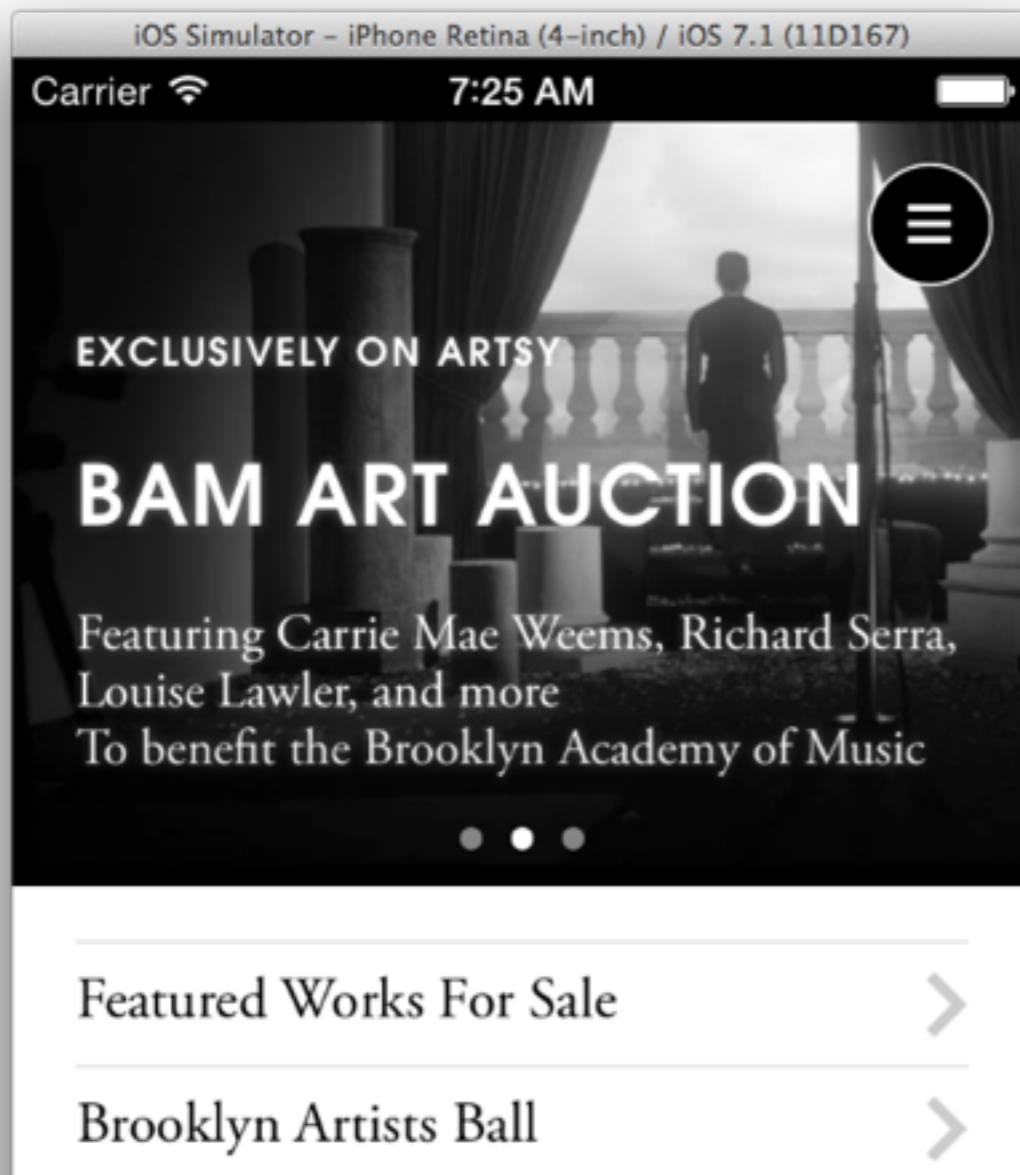 iOS Simulator – iPhone Retina (4-inch) / iOS 7.1 (11D167)
Carrier 7:25 AM
EXCLUSIVELY ON ARTSY
BAM ART AUCTION
Featuring Carrie Mae Weems, Richard Serra,
Louise Lawler, and more
To benefit the Brooklyn Academy of Music
Featured Works For Sale
Brooklyn Artists Ball